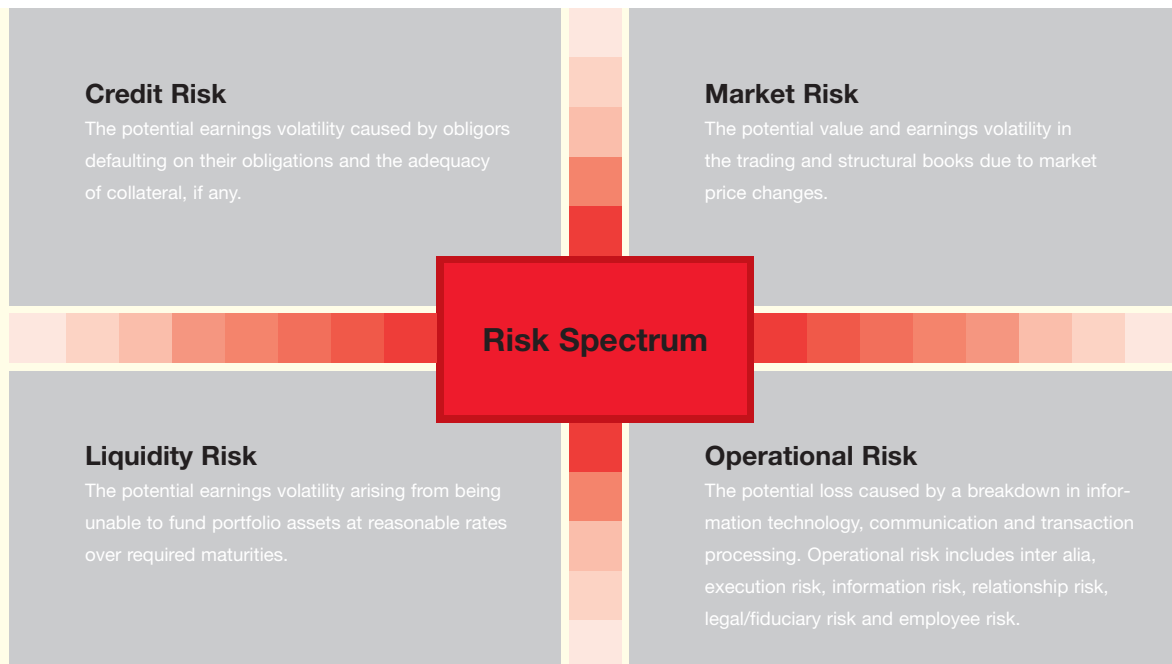 Credit Risk
The potential earnings volatility caused by obligors
defaulting on their obligations and the adequacy
of collateral, if any.
Market Risk
The potential value and earnings volatility in
the trading and structural books due to market
price changes.
Risk Spectrum
Liquidity Risk
The potential earnings volatility arising from being
unable to fund portfolio assets at reasonable rates
over required maturities.
Operational Risk
The potential loss caused by a breakdown in infor-
mation technology, communication and transaction
processing. Operational risk includes inter alia,
execution risk, information risk, relationship risk,
legal/fiduciary risk and employee risk.